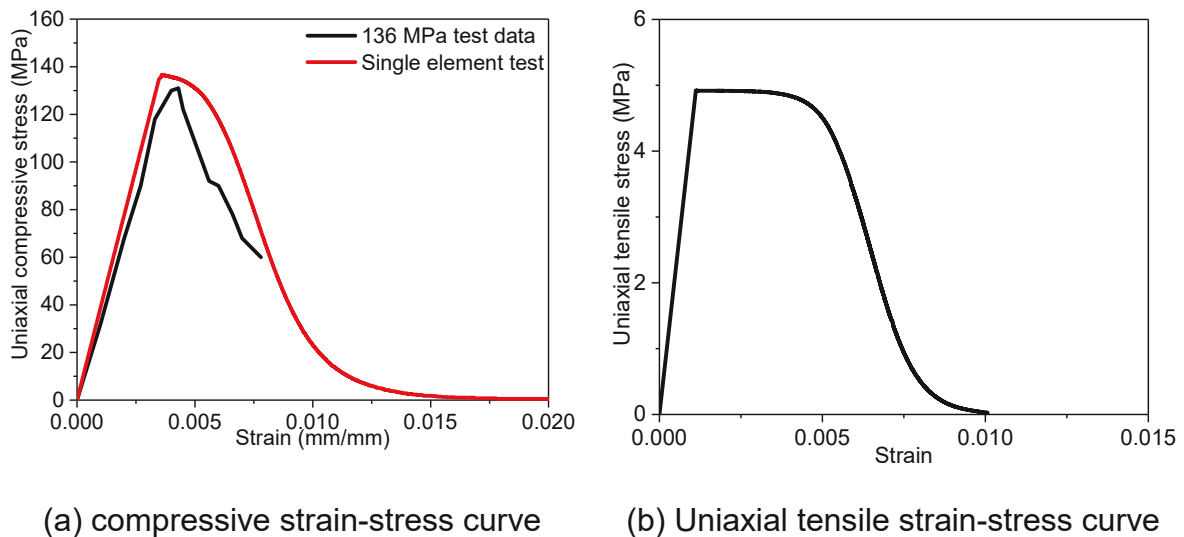 160
140
120
100
80
60
40
20
0
Uniaxial compressive stress (MPa)
136 MPa test data
Single element test
0.000
0.005
0.010
0.015
0.020
Strain (mm/mm)
6
4
2
0
Uniaxial tensile stress (MPa)
0.000
0.005
0.010
0.015
Strain
(a) compressive strain-stress curve
(b) Uniaxial tensile strain-stress curve